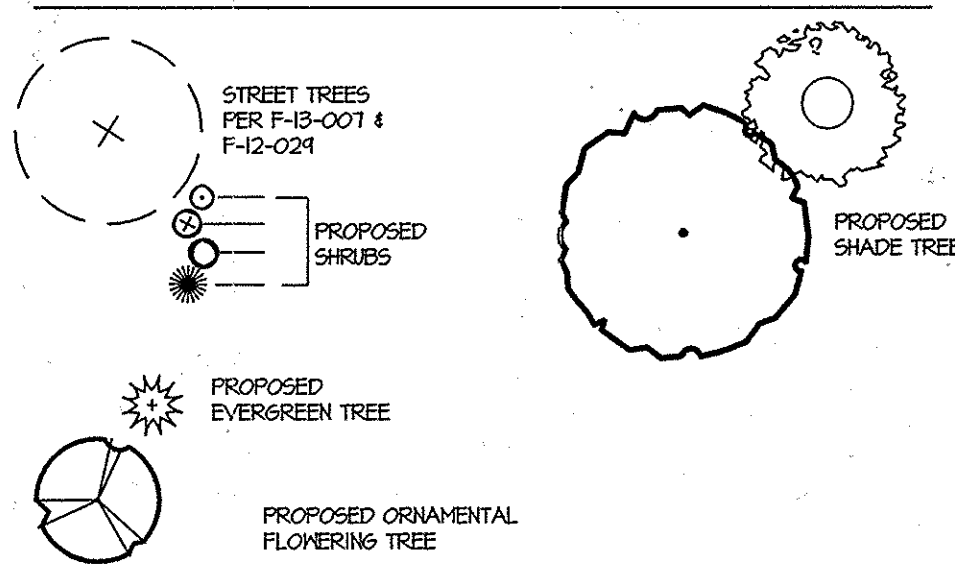 STREET TREES
PER F-13-007 &
F-12-029
PROPOSED
SHRUBS
PROPOSED
SHADE TREE
PROPOSED
EVERGREEN TREE
PROPOSED ORNAMENTAL
FLOWERING TREE